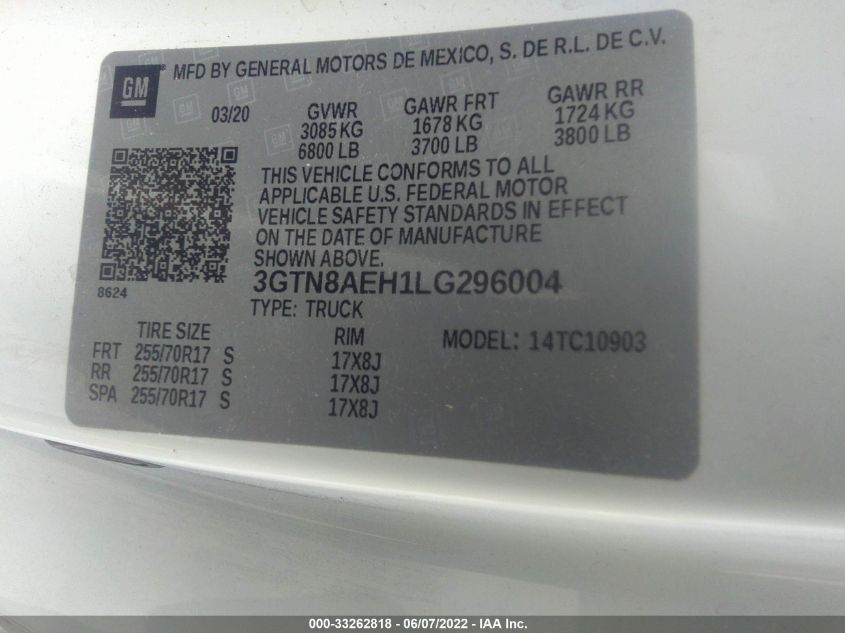 GM
®
MFD BY GENERAL MOTORS DE MEXICO, S. DE R.L. DE C.V.
03/20
GVWR
3085 KG
6800 LB
GAWR FRT
1678 KG
3700 LB
GAWR RR
1724 KG
3800 LB
THIS VEHICLE CONFORMS TO ALL
APPLICABLE U.S. FEDERAL MOTOR
VEHICLE SAFETY STANDARDS IN EFFECT
ON THE DATE OF MANUFACTURE
SHOWN ABOVE.
8624
3GTN8AEH1LG296004
TYPE: TRUCK
MODEL: 14TC10903
TIRE SIZE RIM
FRT 255/70R17 S 17X8J
RR 255/70R17 S 17X8J
SPA 255/70R17 S 17X8J
000-33262818 - 06/07/2022 - IAA Inc.